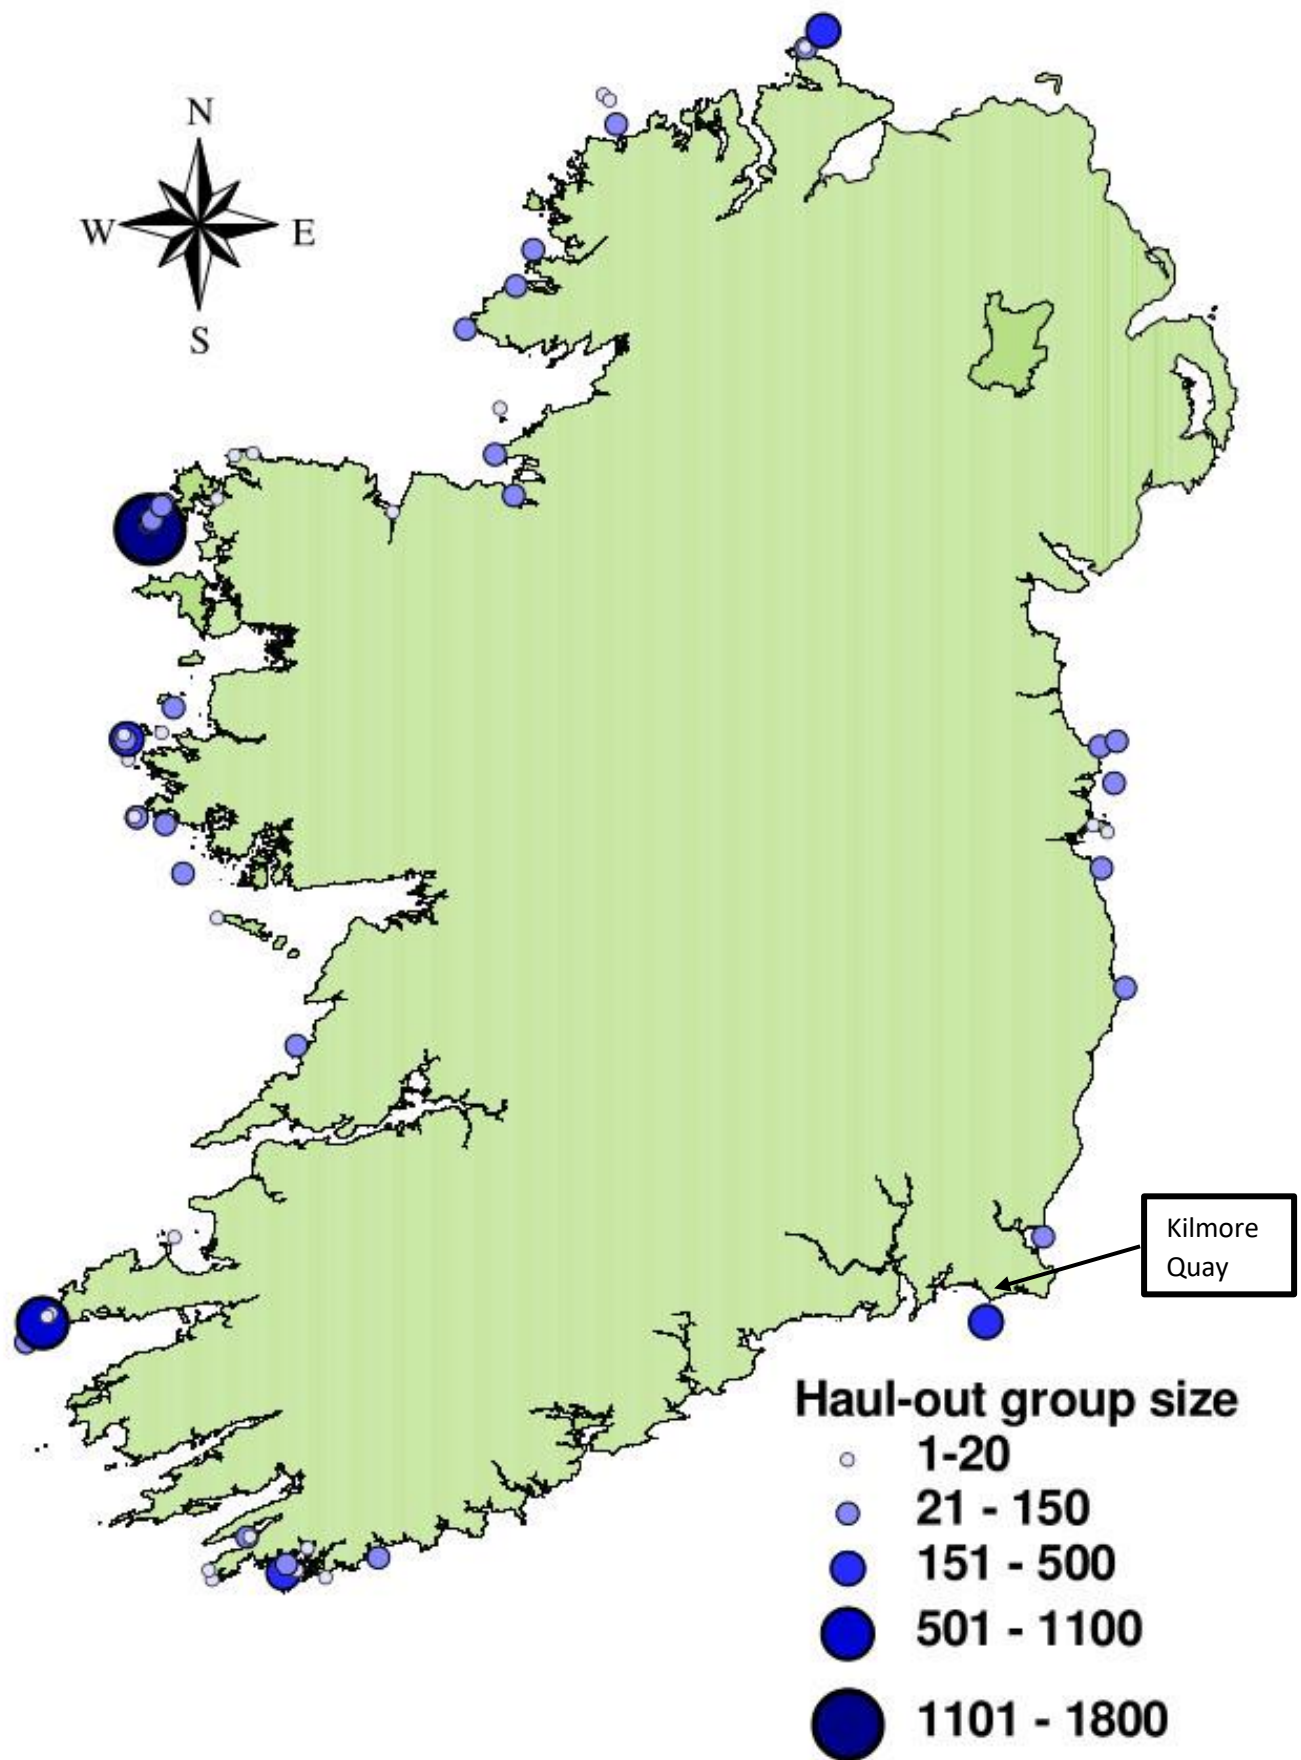 N
W
E
S
Kilmore
Quay
Haul-out group size
1-20
21 - 150
151 - 500
501 - 1100
1101 - 1800